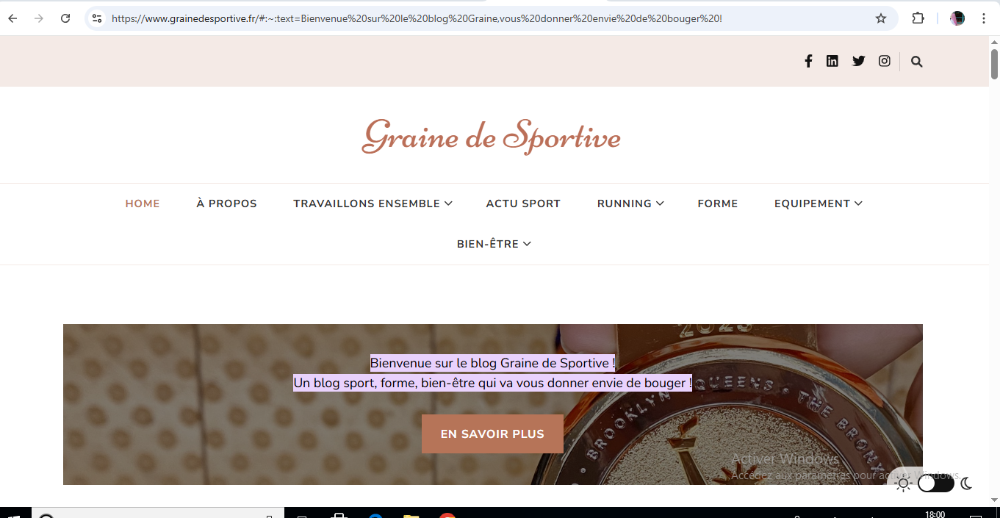 https://www.grainedesportive.fr/#:~:text=Bienvenue%20sur%20le%20blog%20Graine,vous%20donner%20envie%20de%20bouger%20!
Graine de Sportive
HOME À PROPOS TRAVAILLONS ENSEMBLE ACTU SPORT RUNNING FORME EQUIPEMENT
BIEN-ÊTRE
2023
Bienvenue sur le blog Graine de Sportive !
Un blog sport, forme, bien-être qui va vous donner envie de bouger !
BROOKLYN QUEENS • THE BRONX
EN SAVOIR PLUS
Activer Windows
Accédez aux paramètres pour activer Windows.
18:00